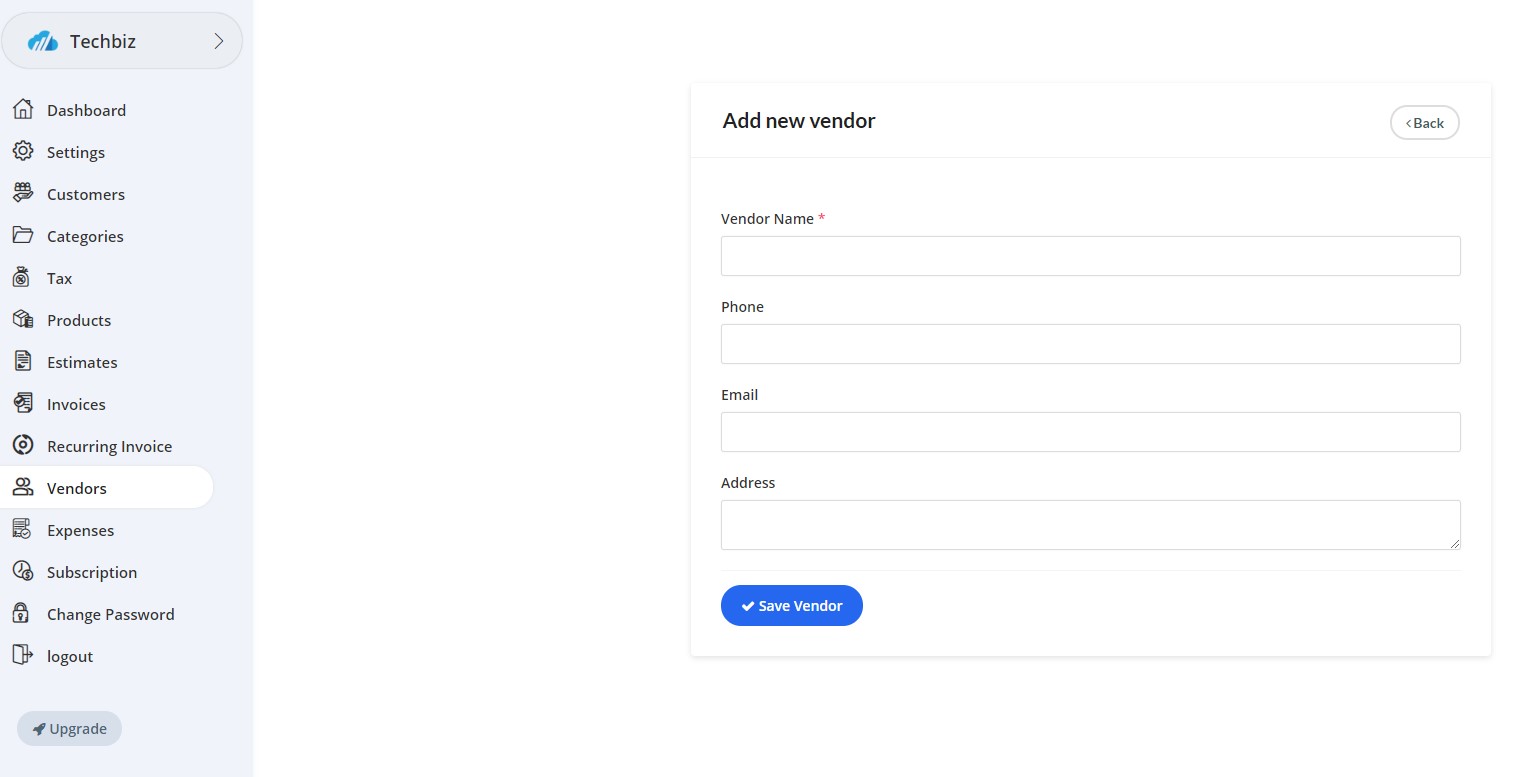 Techbiz
Dashboard
Settings
Customers
Categories
Tax
Products
Estimates
Invoices
Recurring Invoice
Vendors
Expenses
Subscription
Change Password
logout
Upgrade
Add new vendor
Back
Vendor Name *
Phone
Email
Address
Save Vendor